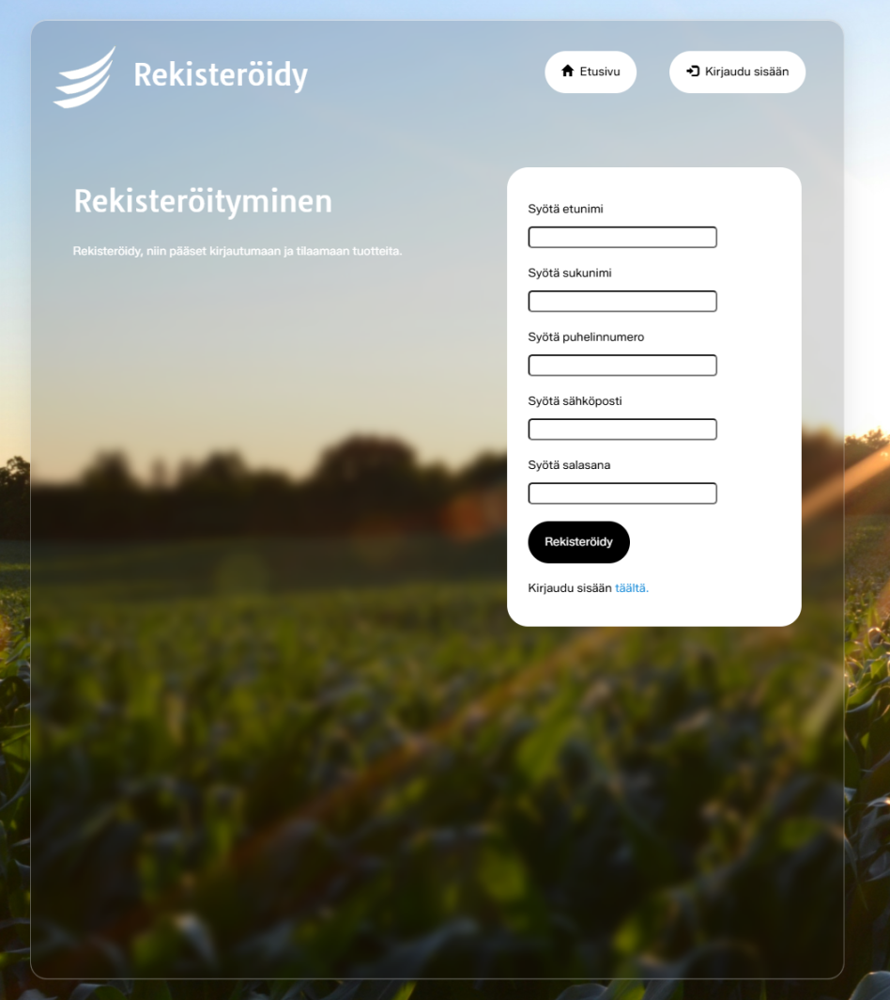 Rekisteröidy
Etusivu
Kirjaudu sisään
Rekisteröityminen
Rekisteröidy, niin pääset kirjautumaan ja tilaamaan tuotteita.
Syötä etunimi
Syötä sukunimi
Syötä puhelinnumero
Syötä sähköposti
Syötä salasana
Rekisteröidy
Kirjaudu sisään täältä.